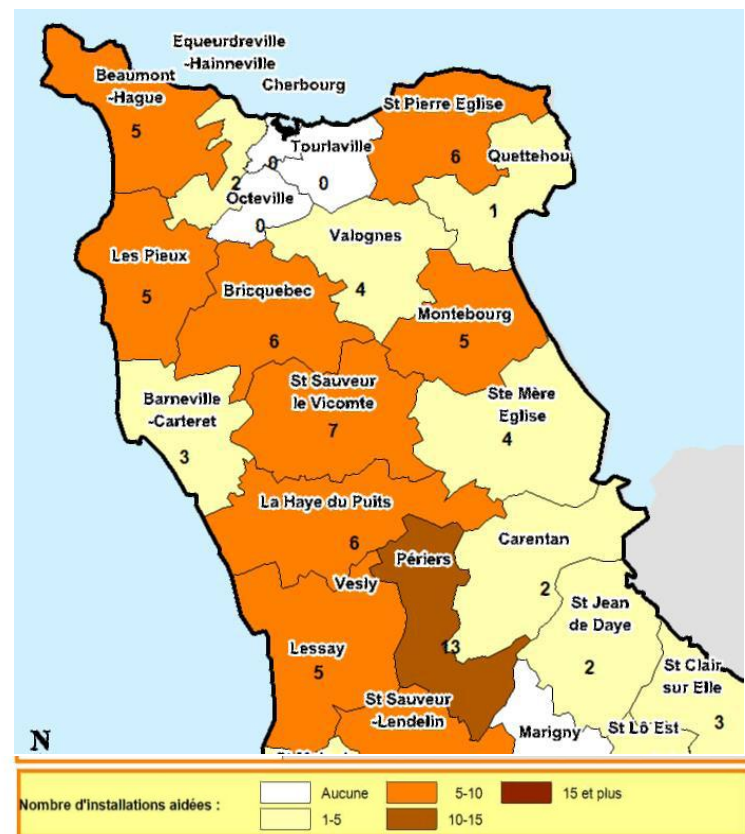 Equeurdreville
-Hainneville
Beaumont
-Hague
5
Cherbourg
St Pierre Eglise
6
Tourlaville
0
0
2
Quettehou
1
Octeville
0
Valognes
4
Les Pieux
5
Bricquebec
6
Montebourg
5
St Sauveur
le Vicomte
7
Barneville
-Carteret
3
Ste Mère
Eglise
4
La Haye du Puits
6
Carentan
2
Périers
13
Vesly
St Jean
de Daye
2
Lessay
5
St Clair
sur Elle
3
St Sauveur
-Lendelin
Marigny
St Lô Est
N
Nombre d'installations aidées :
Aucune
5-10
15 et plus
1-5
10-15